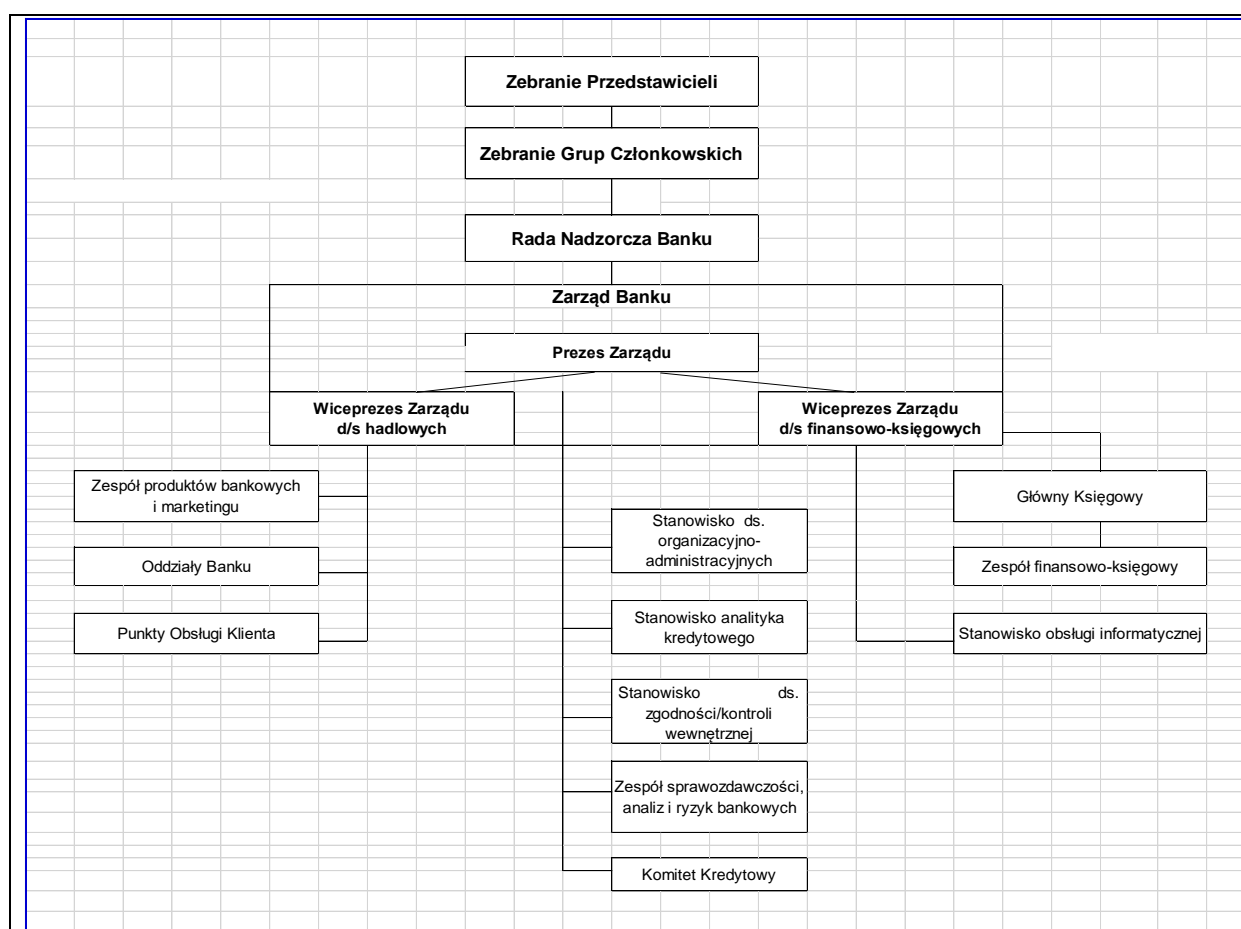 Zebranie Przedstawicieli
Zebranie Grup Członkowskich
Rada Nadzorcza Banku
Zarząd Banku
Prezes Zarządu
Wiceprezes Zarządu
d/s hadlowych
Wiceprezes Zarządu
d/s finansowo-księgowych
Zespół produktów bankowych
i marketingu
Oddziały Banku
Punkty Obsługi Klienta
Stanowisko ds.
organizacyjno-
administracyjnych
Stanowisko analityka
kredytowego
Stanowisko ds.
zgodności/kontroli
wewnętrznej
Zespół sprawozdawczości,
analiz i ryzyk bankowych
Komitet Kredytowy
Główny Księgowy
Zespół finansowo-księgowy
Stanowisko obsługi informatycznej